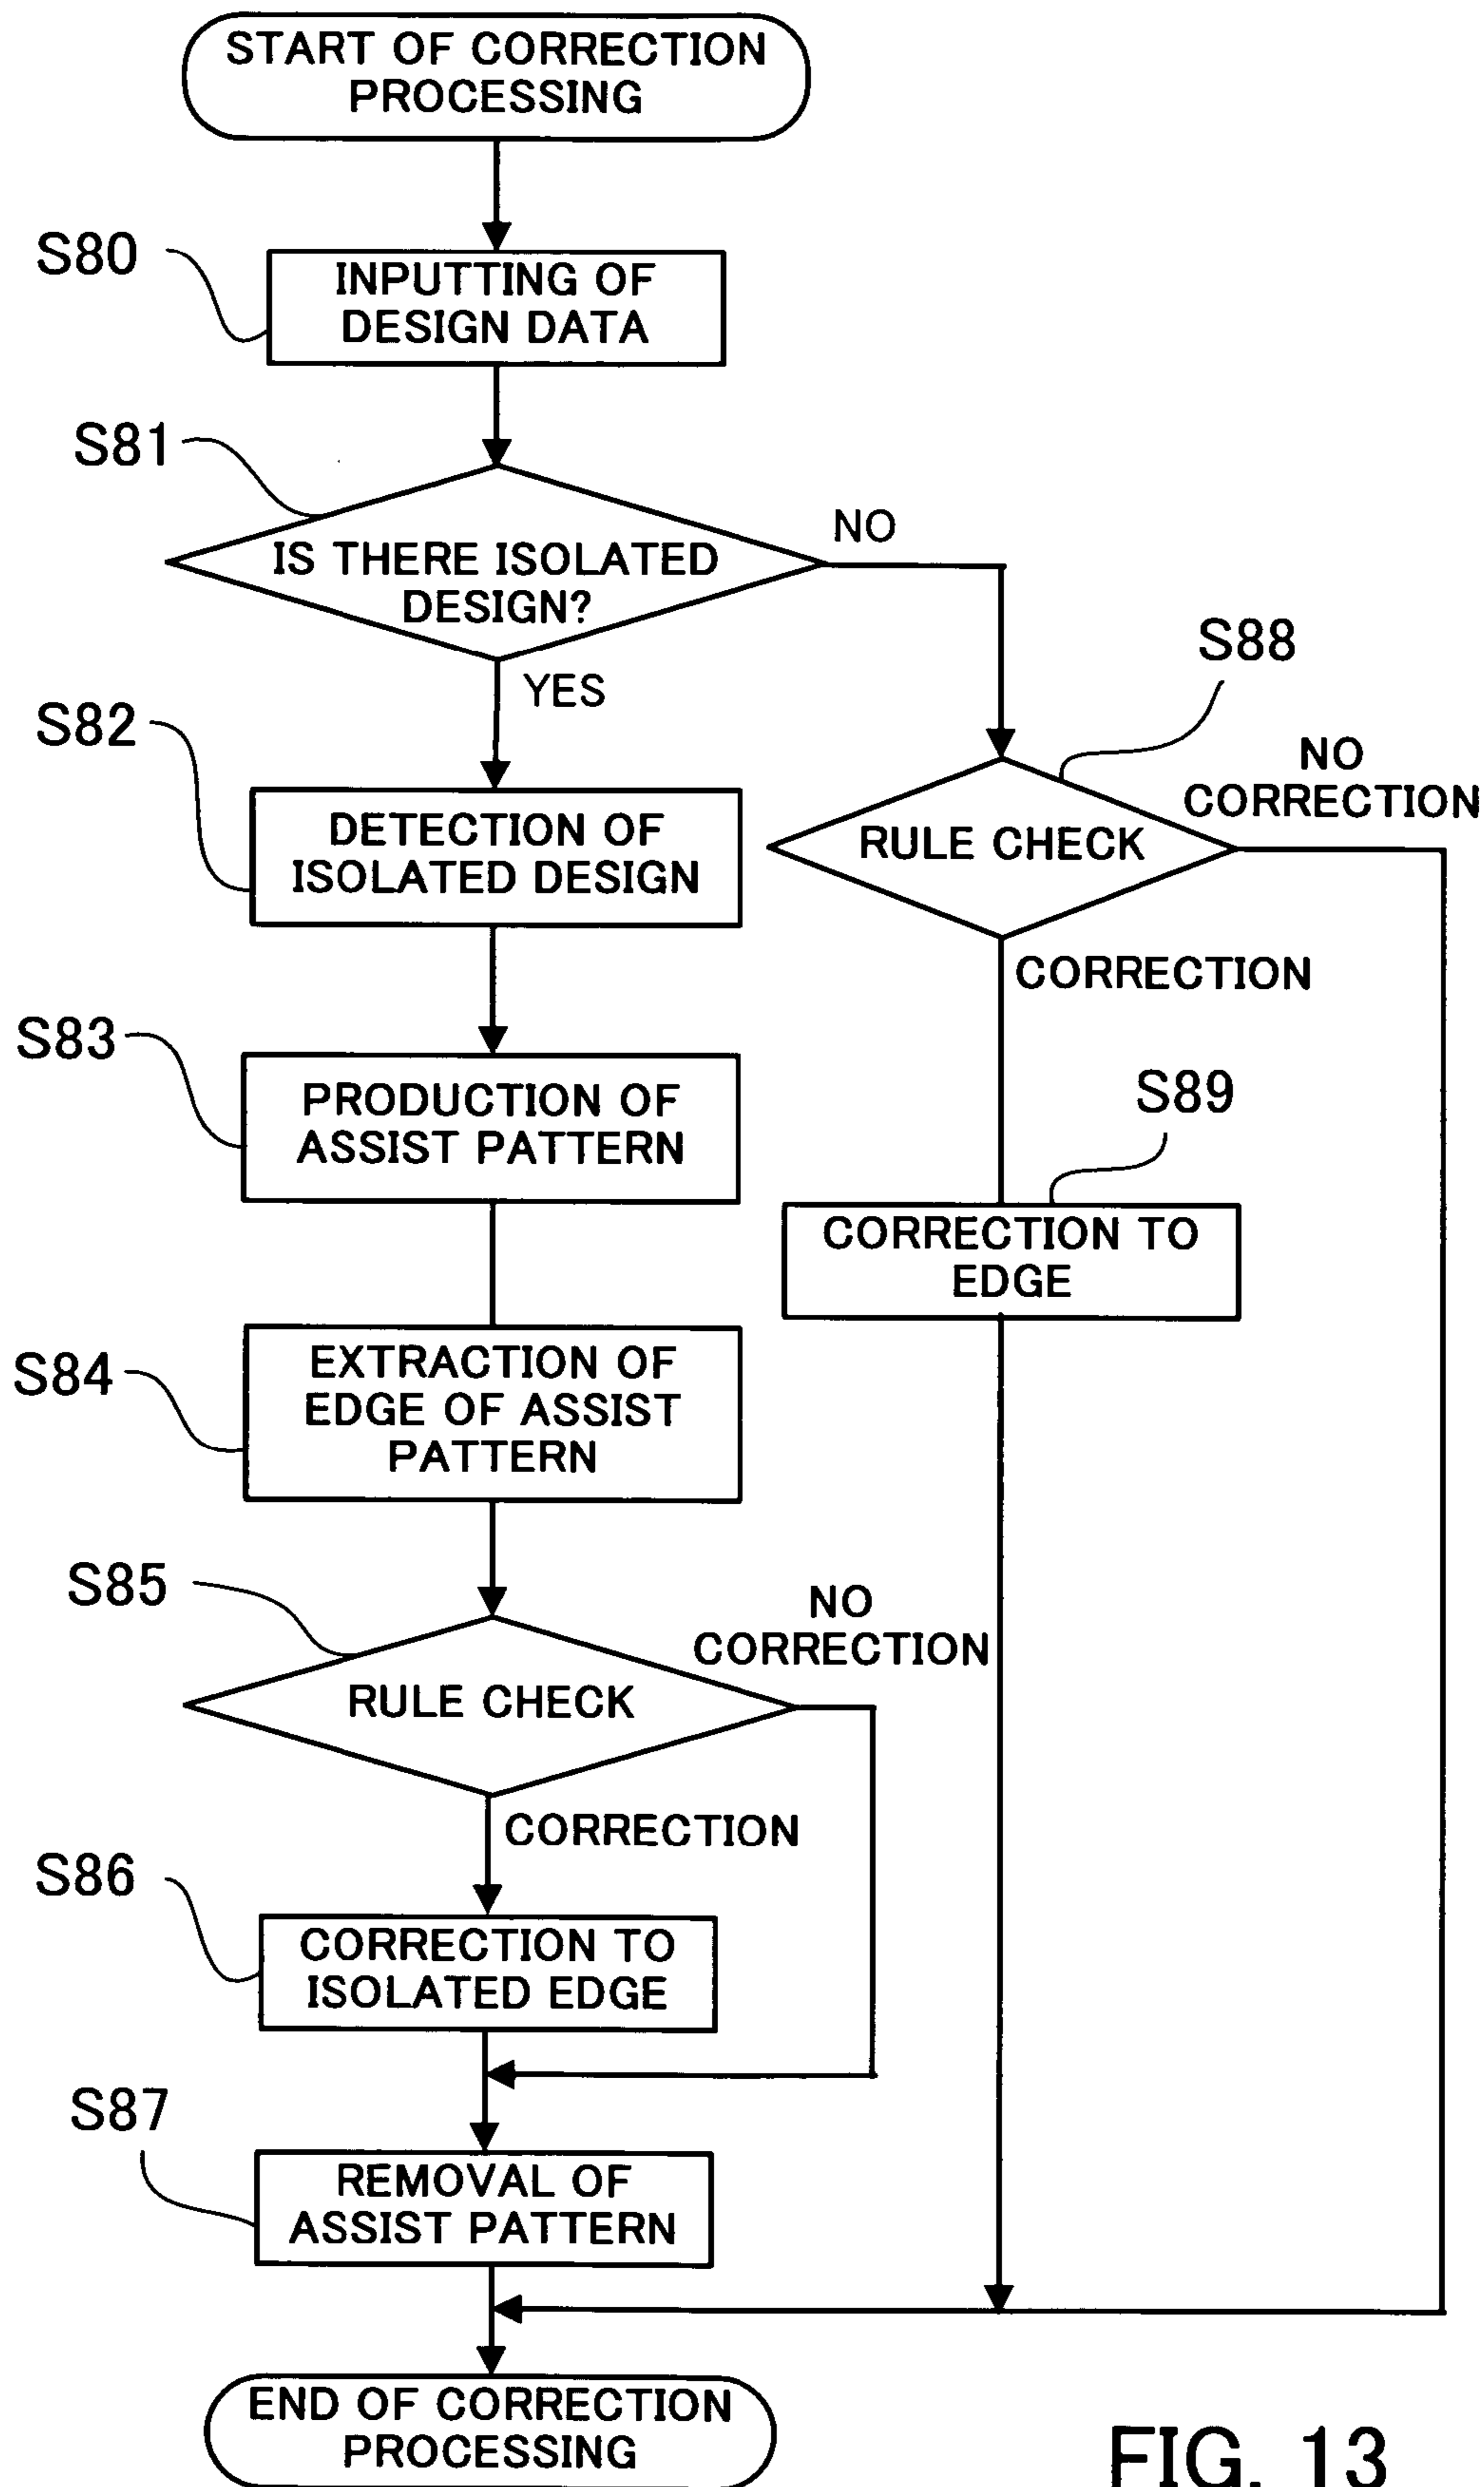 START OF CORRECTION
PROCESSING
S80
INPUTTING OF
DESIGN DATA
S81
IS THERE ISOLATED
DESIGN?
NO
YES
S82
DETECTION OF
ISOLATED DESIGN
S88
RULE CHECK
NO
CORRECTION
CORRECTION
S83
PRODUCTION OF
ASSIST PATTERN
S89
CORRECTION TO
EDGE
S84
EXTRACTION OF
EDGE OF ASSIST
PATTERN
S85
RULE CHECK
NO
CORRECTION
CORRECTION
S86
CORRECTION TO
ISOLATED EDGE
S87
REMOVAL OF
ASSIST PATTERN
END OF CORRECTION
PROCESSING
FIG. 13